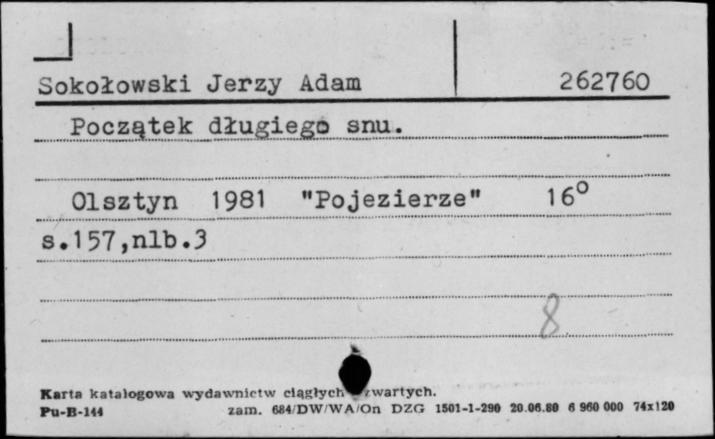 Sokołowski Jerzy Adam 262760
Początek długiego snu.
Olsztyn 1981 "Pojezierze" 16°
s.157,nlb.3
8
Karta katalogowa wydawnictw ciągłych zwartych.
Pu-B-144 zam. 684/DW/WA/On DZG 1501-1-290 20.06.80 6 960 000 74x120